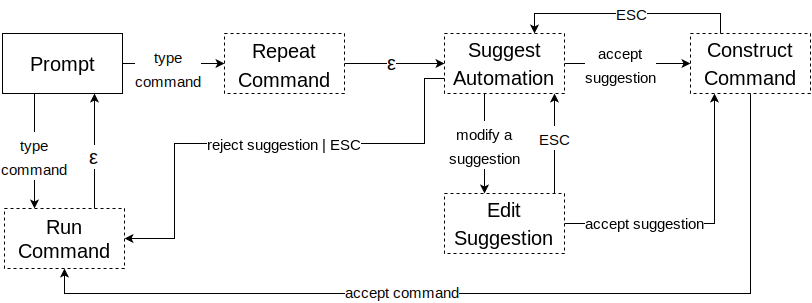 ESC
Prompt
type
command
Repeat
Command
ε
Suggest
Automation
accept
suggestion
Construct
Command
type
command
ε
reject suggestion | ESC
modify a
suggestion
ESC
Run
Command
Edit
Suggestion
accept suggestion
accept command